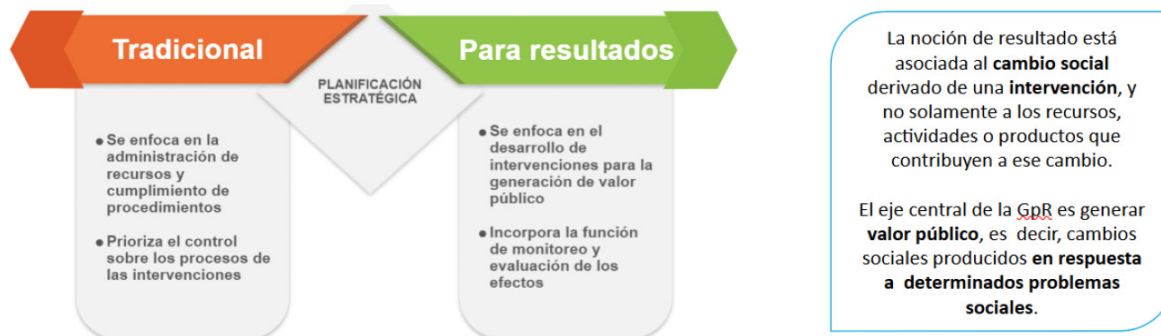 Tradicional
PLANIFICACIÓN
ESTRATÉGICA
Para resultados
● Se enfoca en la
administración de
recursos y
cumplimiento de
procedimientos
● Prioriza el control
sobre los procesos de
las intervenciones
● Se enfoca en el
desarrollo de
intervenciones para la
generación de valor
público
● Incorpora la función
de monitoreo y
evaluación de los
efectos
La noción de resultado está
asociada al cambio social
derivado de una intervención, y
no solamente a los recursos,
actividades o productos que
contribuyen a ese cambio.
El eje central de la GpR es generar
valor público, es decir, cambios
sociales producidos en respuesta
a determinados problemas
sociales.